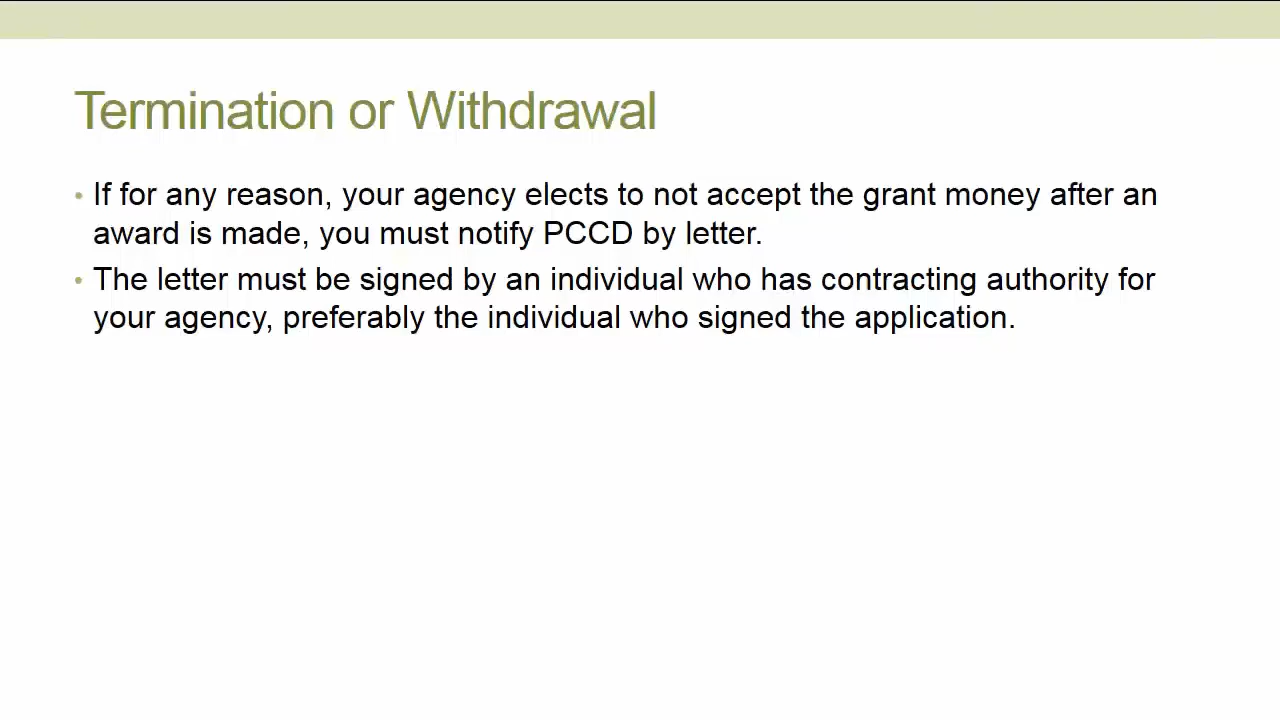 Termination or Withdrawal
• If for any reason, your agency elects to not accept the grant money after an
award is made, you must notify PCCD by letter.
• The letter must be signed by an individual who has contracting authority for
your agency, preferably the individual who signed the application.